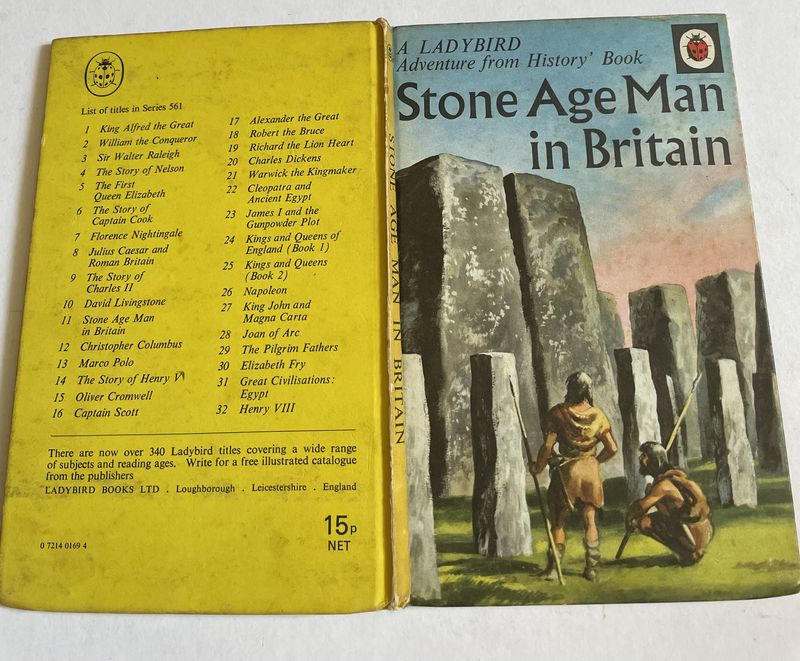 List of titles in Series 561
1 King Alfred the Great
2 William the Conqueror
3 Sir Walter Raleigh
4 The Story of Nelson
5 The First
Queen Elizabeth
6 The Story of
Captain Cook
7 Florence Nightingale
8 Julius Caesar and
Roman Britain
9 The Story of
Charles II
10 David Livingstone
11 Stone Age Man
in Britain
12 Christopher Columbus
13 Marco Polo
14 The Story of Henry V
15 Oliver Cromwell
16 Captain Scott
17 Alexander the Great
18 Robert the Bruce
19 Richard the Lion Heart
20 Charles Dickens
21 Warwick the Kingmaker
22 Cleopatra and
Ancient Egypt
23 James I and the
Gunpowder Plot
24 Kings and Queens of
England (Book 1)
25 Kings and Queens
(Book 2)
26 Napoleon
27 King John and
Magna Carta
28 Joan of Arc
29 The Pilgrim Fathers
30 Elizabeth Fry
31 Great Civilisations:
Egypt
32 Henry VIII
There are now over 340 Ladybird titles covering a wide range
of subjects and reading ages. Write for a free illustrated catalogue
from the publishers
LADYBIRD BOOKS LTD . Loughborough . Leicestershire . England
15p
NET
0 7214 0169 4
STONE AGE MAN IN BRITAIN
A LADYBIRD
Adventure from History' Book
Stone Age Man
in Britain